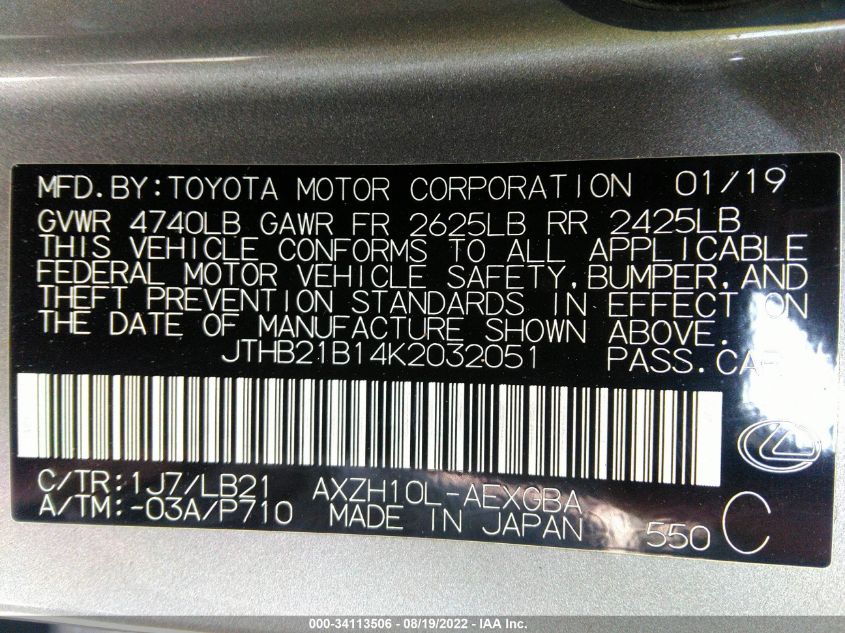 MFD.BY:TOYOTA MOTOR CORPORATION 01/19
GVWR 4740LB GAWR FR 2625LB RR 2425LB
THIS VEHICLE CONFORMS TO ALL APPLICABLE
FEDERAL MOTOR VEHICLE SAFETY,BUMPER,AND
THEFT PREVENTION STANDARDS IN EFFECT ON
THE DATE OF MANUFACTURE SHOWN ABOVE.
JTHB21B14K2032051 PASS.CAR
C/TR:1J7/LB21 AXZH10L-AEXGBA
A/TM:-03A/P710 MADE IN JAPAN 550 C
000-34113506 - 08/19/2022 - IAA Inc.